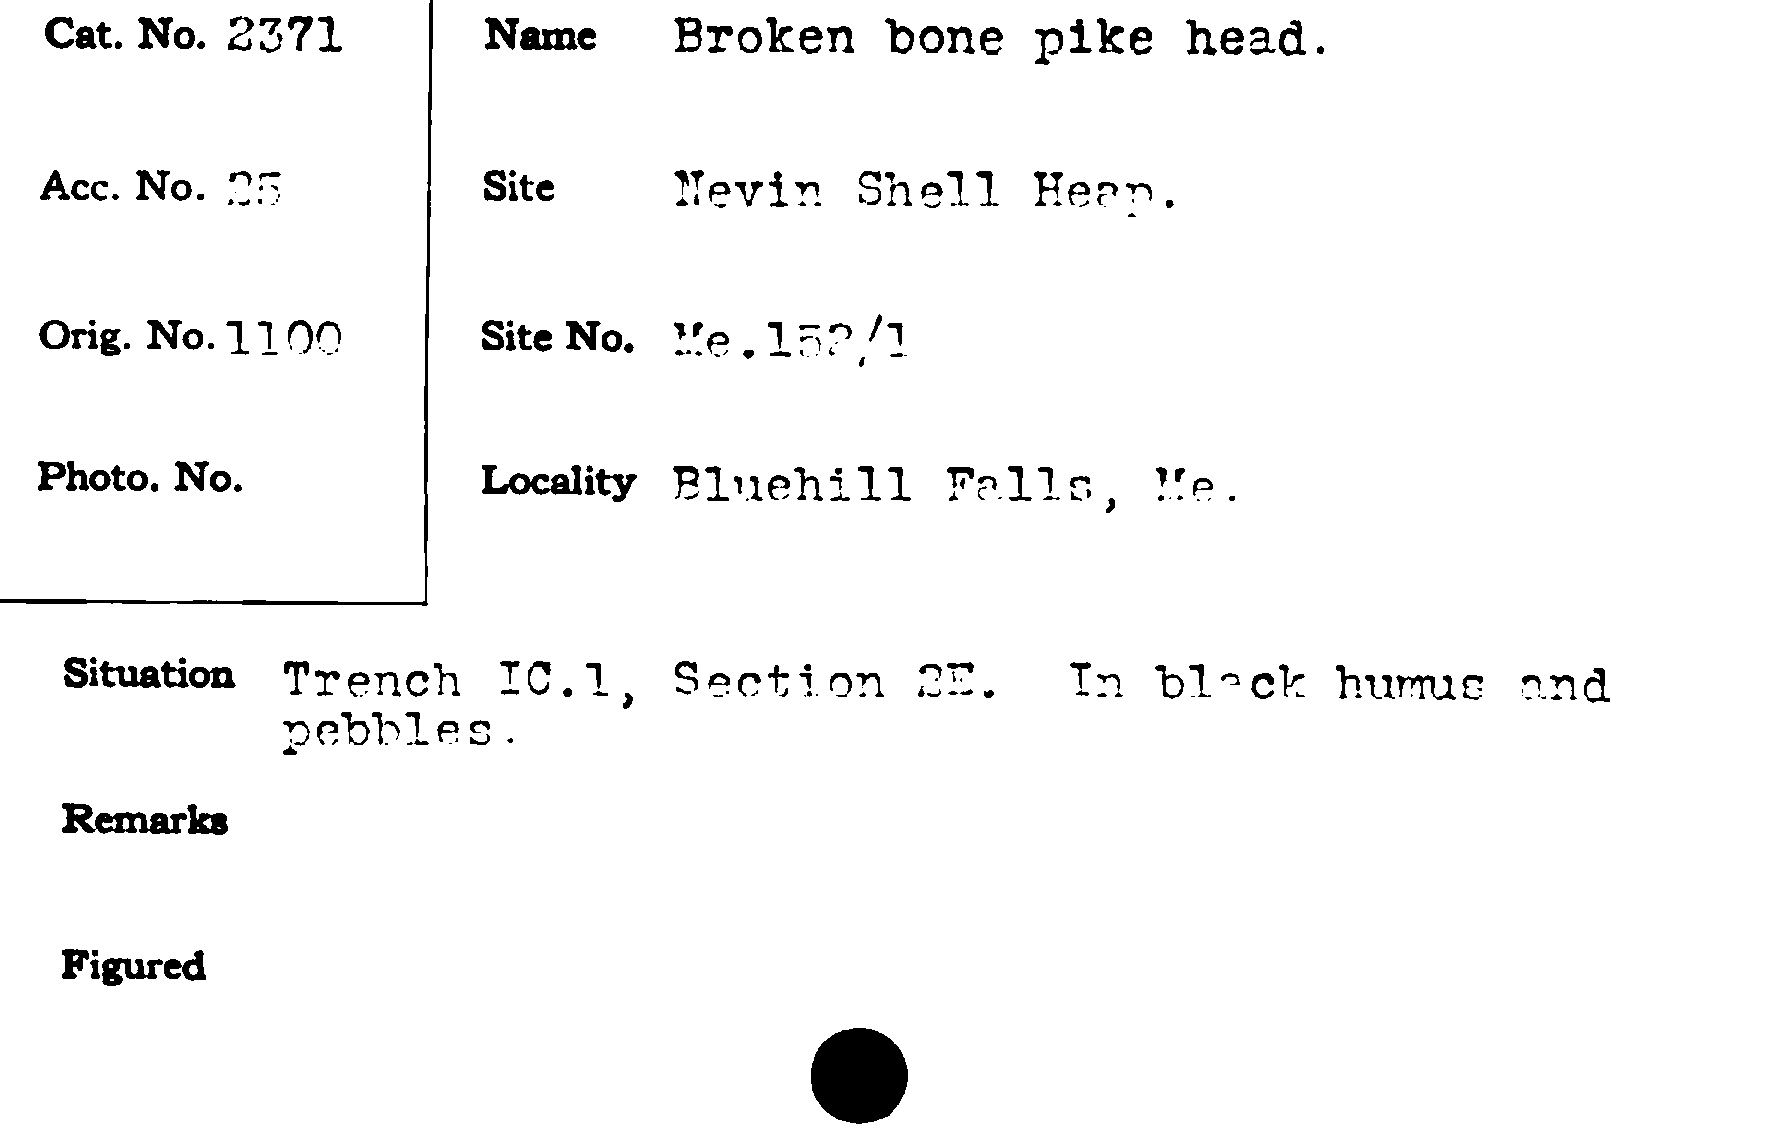 Cat. No. 2371
Name Broken bone pike head.
Acc. No. 25
Site Nevin Shell Heap.
Orig. No. 1100
Site No. Me.152/1
Photo. No.
Locality Bluehill Falls, Me.
Situation Trench IC.1, Section 2E. In black humus and
pebbles.
Remarks
Figured